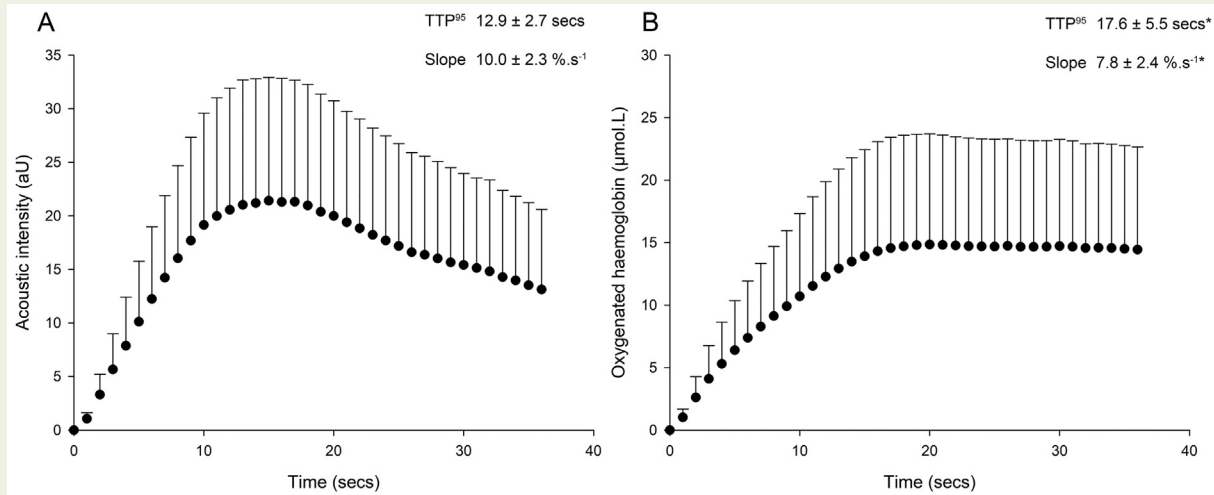 A
TTP⁹⁵ 12.9 ± 2.7 secs
Slope 10.0 ± 2.3 %.s⁻¹
Acoustic intensity (aU)
35
30
25
20
15
10
5
0
0 10 20 30 40
Time (secs)
B
TTP⁹⁵ 17.6 ± 5.5 secs*
Slope 7.8 ± 2.4 %.s⁻¹*
Oxygenated haemoglobin (µmol.L)
30
25
20
15
10
5
0
0 10 20 30 40
Time (secs)